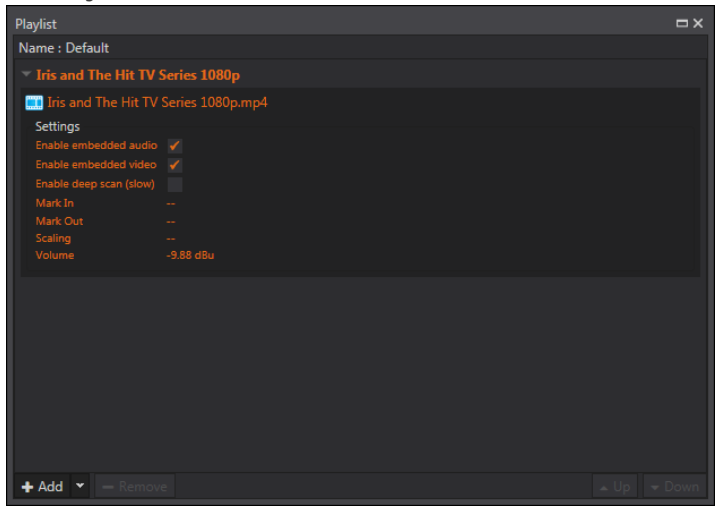 Playlist
Name : Default
Iris and The Hit TV Series 1080p
Iris and The Hit TV Series 1080p.mp4
Settings
Enable embedded audio
Enable embedded video
Enable deep scan (slow)
Mark In --
Mark Out --
Scaling --
Volume -9.88 dBu
Add Remove Up Down